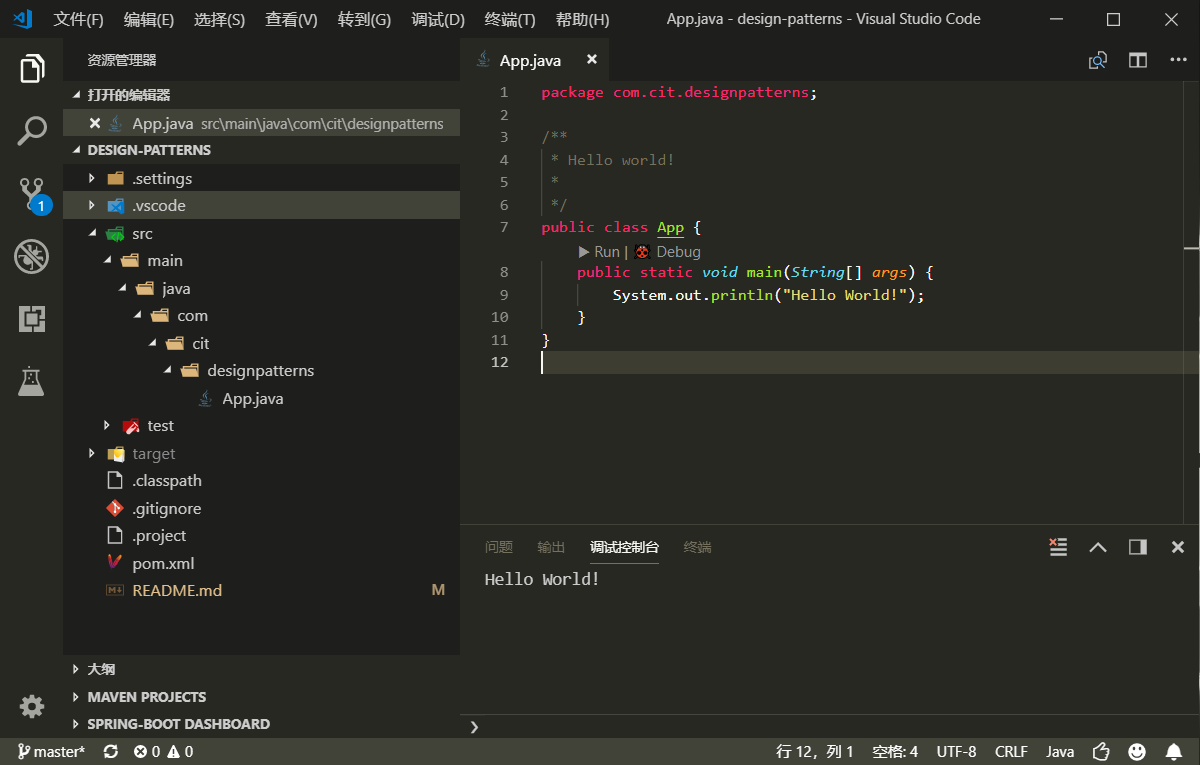 文件(F) 编辑(E) 选择(S) 查看(V) 转到(G) 调试(D) 终端(T) 帮助(H) App.java - design-patterns - Visual Studio Code
资源管理器
打开的编辑器
App.java src\main\java\com\cit\designpatterns
DESIGN-PATTERNS
.settings
.vscode
src
main
java
com
cit
designpatterns
App.java
test
target
.classpath
.gitignore
.project
pom.xml
README.md M
大纲
MAVEN PROJECTS
SPRING-BOOT DASHBOARD
1
App.java
1 package com.cit.designpatterns;
2
3 /**
4 * Hello world!
5 *
6 */
7 public class App {
Run | Debug
8 public static void main(String[] args) {
9 System.out.println("Hello World!");
10 }
11 }
12
问题 输出 调试控制台 终端
Hello World!
master* 0 0 行 12，列 1 空格: 4 UTF-8 CRLF Java